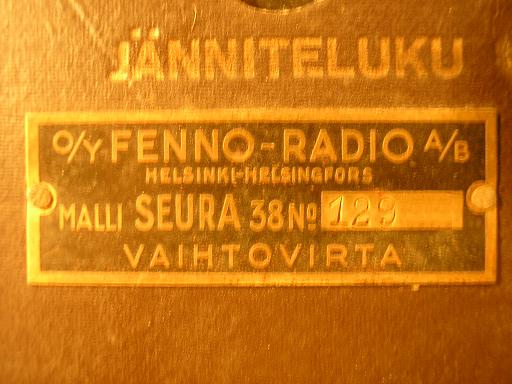 JÄNNITELUKU
O/Y FENNO-RADIO A/B
HELSINKI-HELSINGFORS
MALLI SEURA 38 No 129
VAIHTOVIRTA